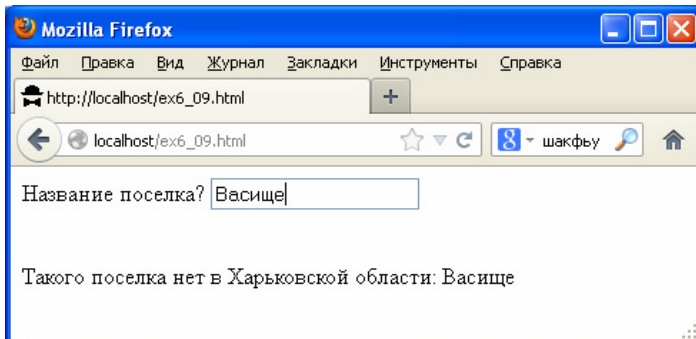 Mozilla Firefox
Файл Правка Вид Журнал Закладки Инструменты Справка
http://localhost/ex6_09.html +
localhost/ex6_09.html 8 шакфьу
Название поселка? Васище
Такого поселка нет в Харьковской области: Васище